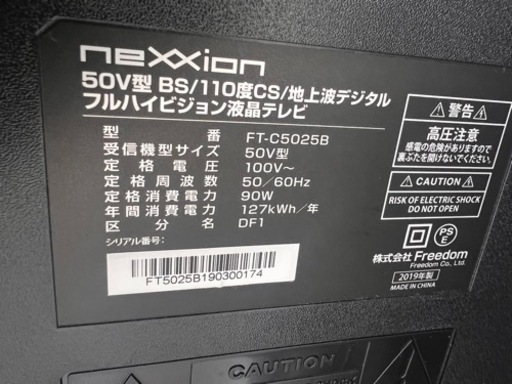 neXXion
50V型 BS/110度CS/地上波デジタル
フルハイビジョン液晶テレビ
型番 FT-C5025B
受信機型サイズ 50V型
定格電圧 100V～
定格周波数 50/60Hz
定格消費電力 90W
年間消費電力 127kWh/年
区分名 DF1
シリアル番号:
FT5025B190300174
警告
高圧注意
感電の危険がありますので
裏ぶたを開けないでください。
CAUTION
RISK OF ELECTRIC SHOCK
DO NOT OPEN
PS
E
株式会社 Freedom
Freedom Co., Ltd.
2019年製
MADE IN CHINA
CAUTION